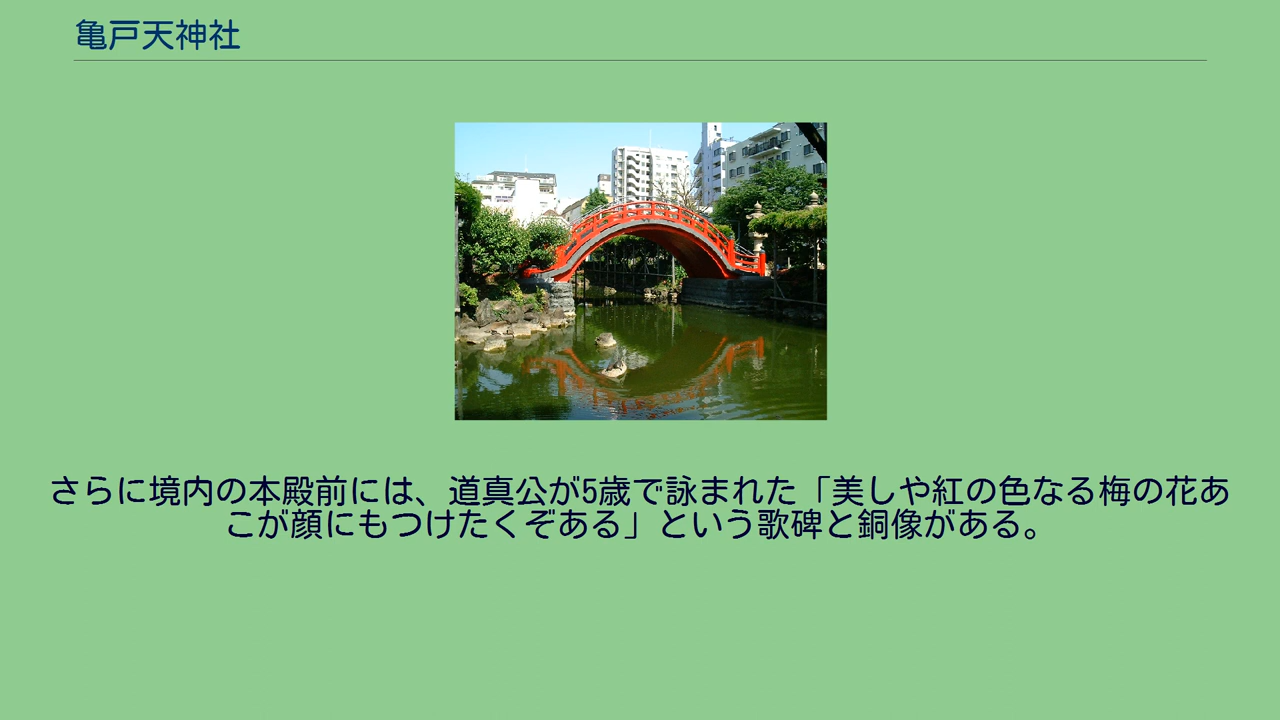 亀戸天神社
さらに境内の本殿前には、道真公が5歳で詠まれた「美しや紅の色なる梅の花あ
こが顔にもつけたくぞある」という歌碑と銅像がある。